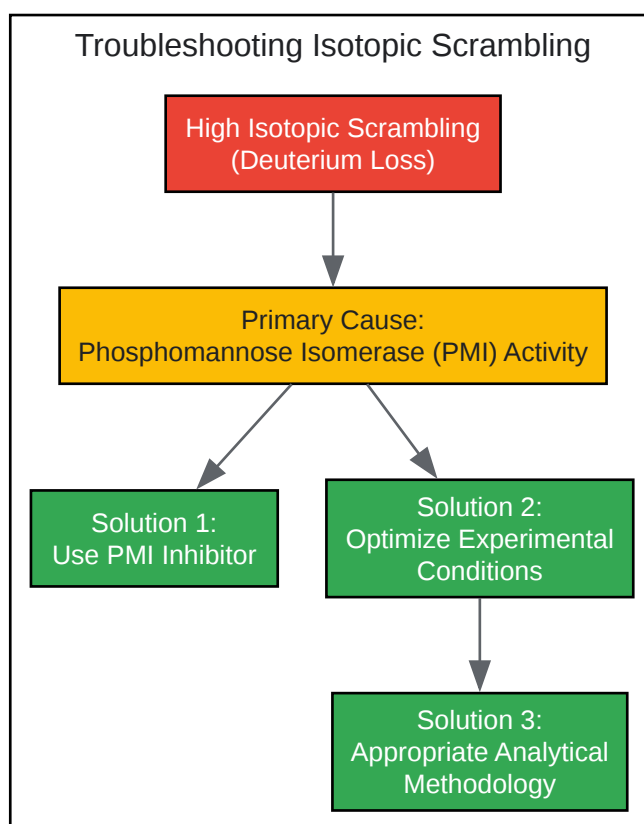 Troubleshooting Isotopic Scrambling
High Isotopic Scrambling
(Deuterium Loss)
Primary Cause:
Phosphomannose Isomerase (PMI) Activity
Solution 1:
Use PMI Inhibitor
Solution 2:
Optimize Experimental
Conditions
Solution 3:
Appropriate Analytical
Methodology